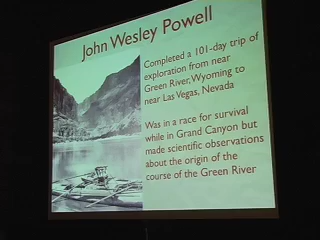 John Wesley Powell
Completed a 101-day trip of
exploration from near
Green River, Wyoming to
near Las Vegas, Nevada
Was in a race for survival
while in Grand Canyon but
made scientific observations
about the origin of the
course of the Green River